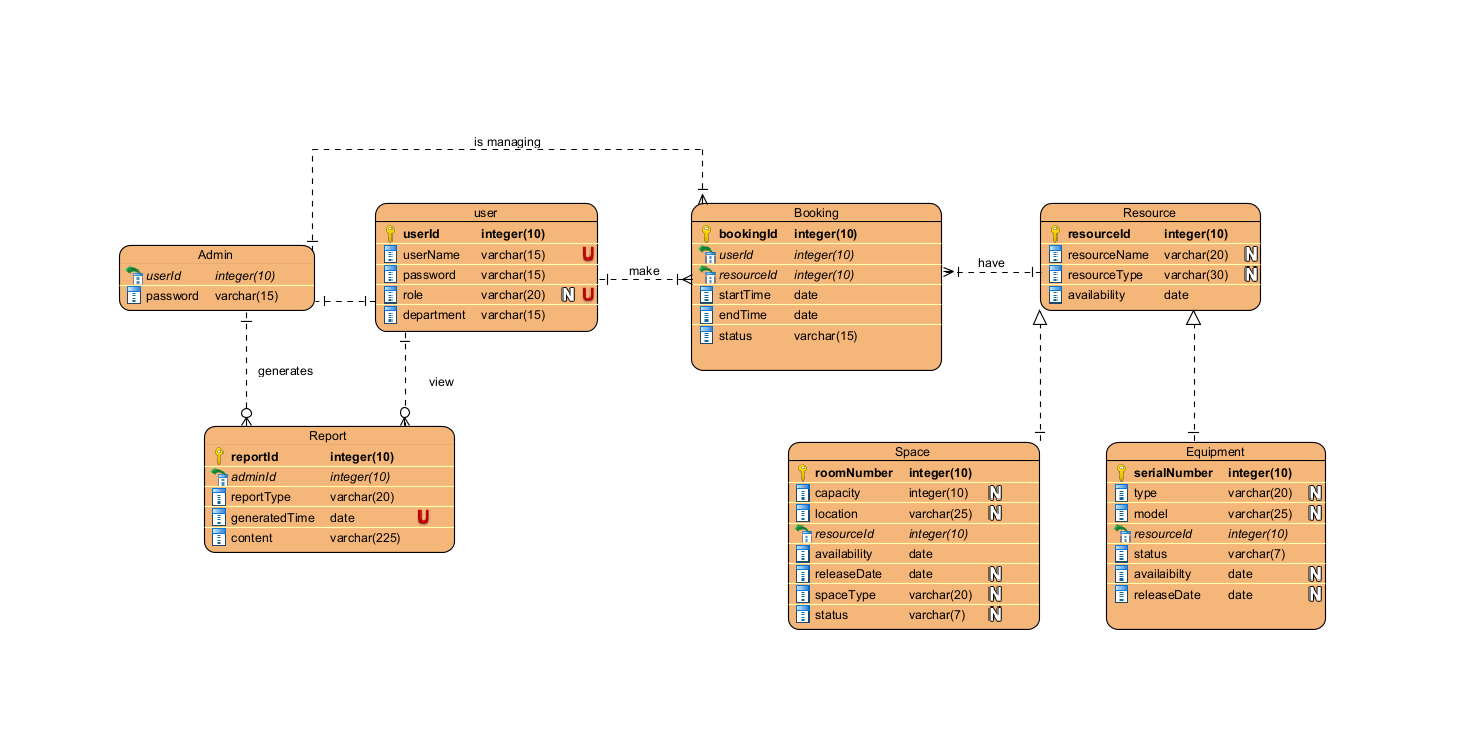 is managing
Admin
userId integer(10)
password varchar(15)
user
userId integer(10)
userName varchar(15) U
password varchar(15)
role varchar(20) N U
department varchar(15)
make
Booking
bookingId integer(10)
userId integer(10)
resourceId integer(10)
startTime date
endTime date
status varchar(15)
have
Resource
resourceId integer(10)
resourceName varchar(20) N
resourceType varchar(30) N
availability date
generates
view
Report
reportId integer(10)
adminId integer(10)
reportType varchar(20)
generatedTime date U
content varchar(225)
Space
roomNumber integer(10)
capacity integer(10) N
location varchar(25) N
resourceId integer(10)
availability date
releaseDate date N
spaceType varchar(20) N
status varchar(7) N
Equipment
serialNumber integer(10)
type varchar(20) N
model varchar(25) N
resourceId integer(10)
status varchar(7)
availaibilty date N
releaseDate date N